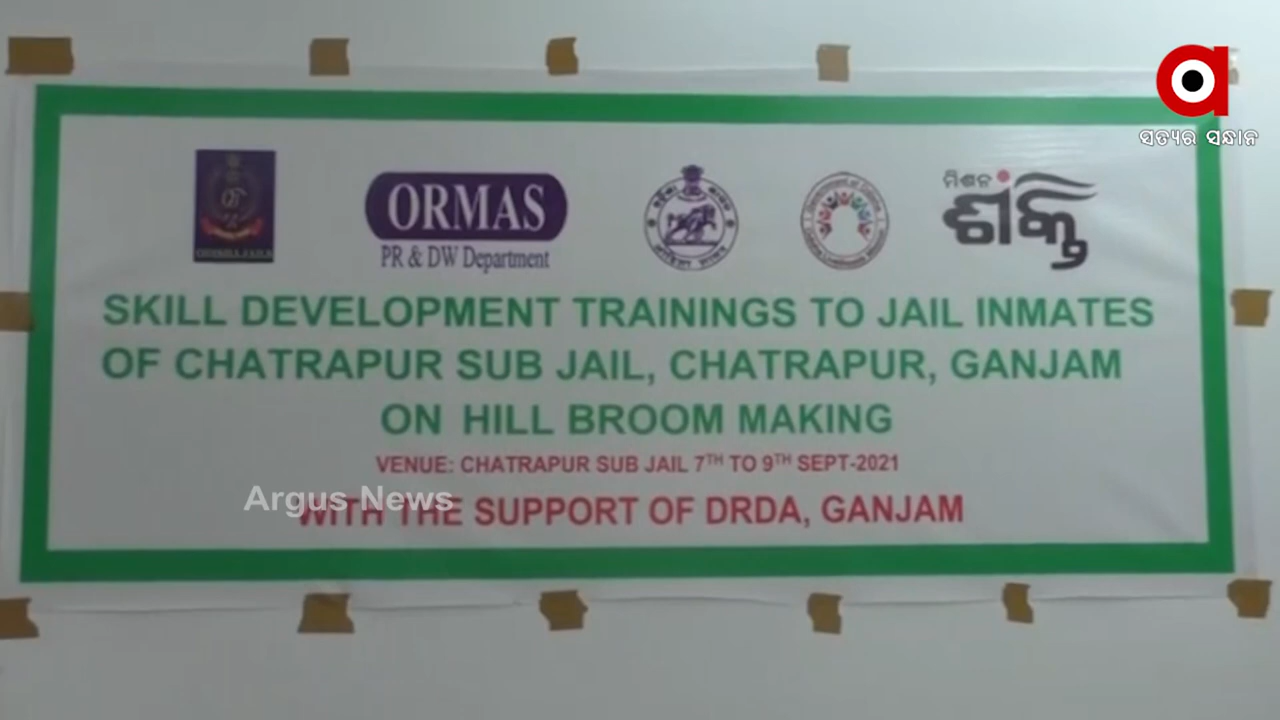 ସତ୍ୟର ସନ୍ଧାନ
ORMAS
PR & DW Department
ମିଶନ
ଶକ୍ତି
SKILL DEVELOPMENT TRAININGS TO JAIL INMATES
OF CHATRAPUR SUB JAIL, CHATRAPUR, GANJAM
ON HILL BROOM MAKING
VENUE: CHATRAPUR SUB JAIL 7TH TO 9TH SEPT-2021
Argus News
WITH THE SUPPORT OF DRDA, GANJAM